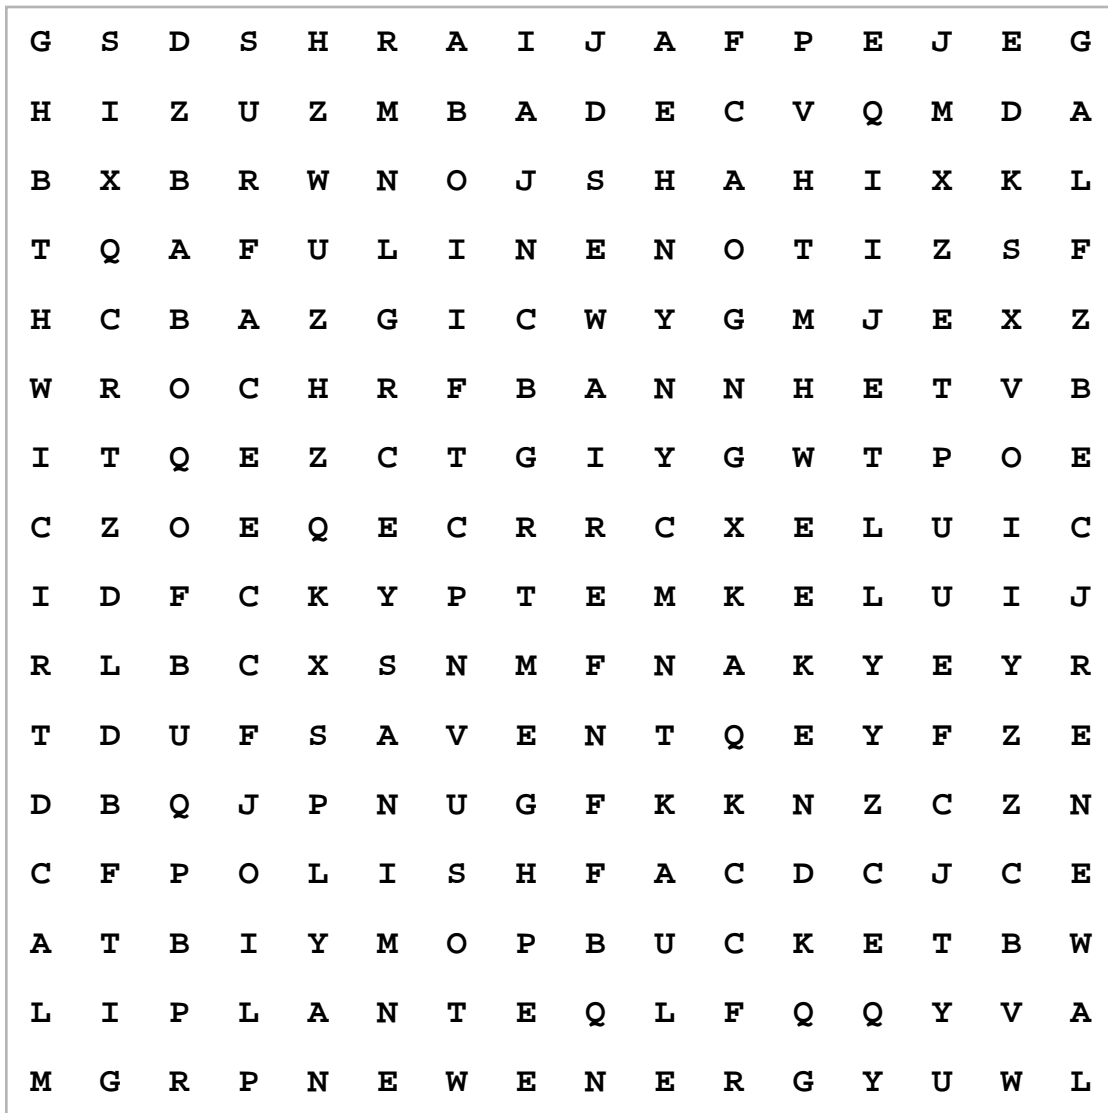 G S D S H R A I J A F P E J E G
H I Z U Z M B A D E C V Q M D A
B X B R W N O J S H A H I X K L
T Q A F U L I N E N O T I Z S F
H C B A Z G I C W Y G M J E X Z
W R O C H R F B A N N H E T V B
I T Q E Z C T G I Y G W T P O E
C Z O E Q E C R R C X E L U I C
I D F C K Y P T E M K E L U I J
R L B C X S N M F N A K Y E Y R
T D U F S A V E N T Q E Y F Z E
D B Q J P N U G F K K N Z C Z N
C F P O L I S H F A C D C J C E
A T B I Y M O P B U C K E T B W
L I P L A N T E Q L F Q Q Y V A
M G R P N E W E N E R G Y U W L